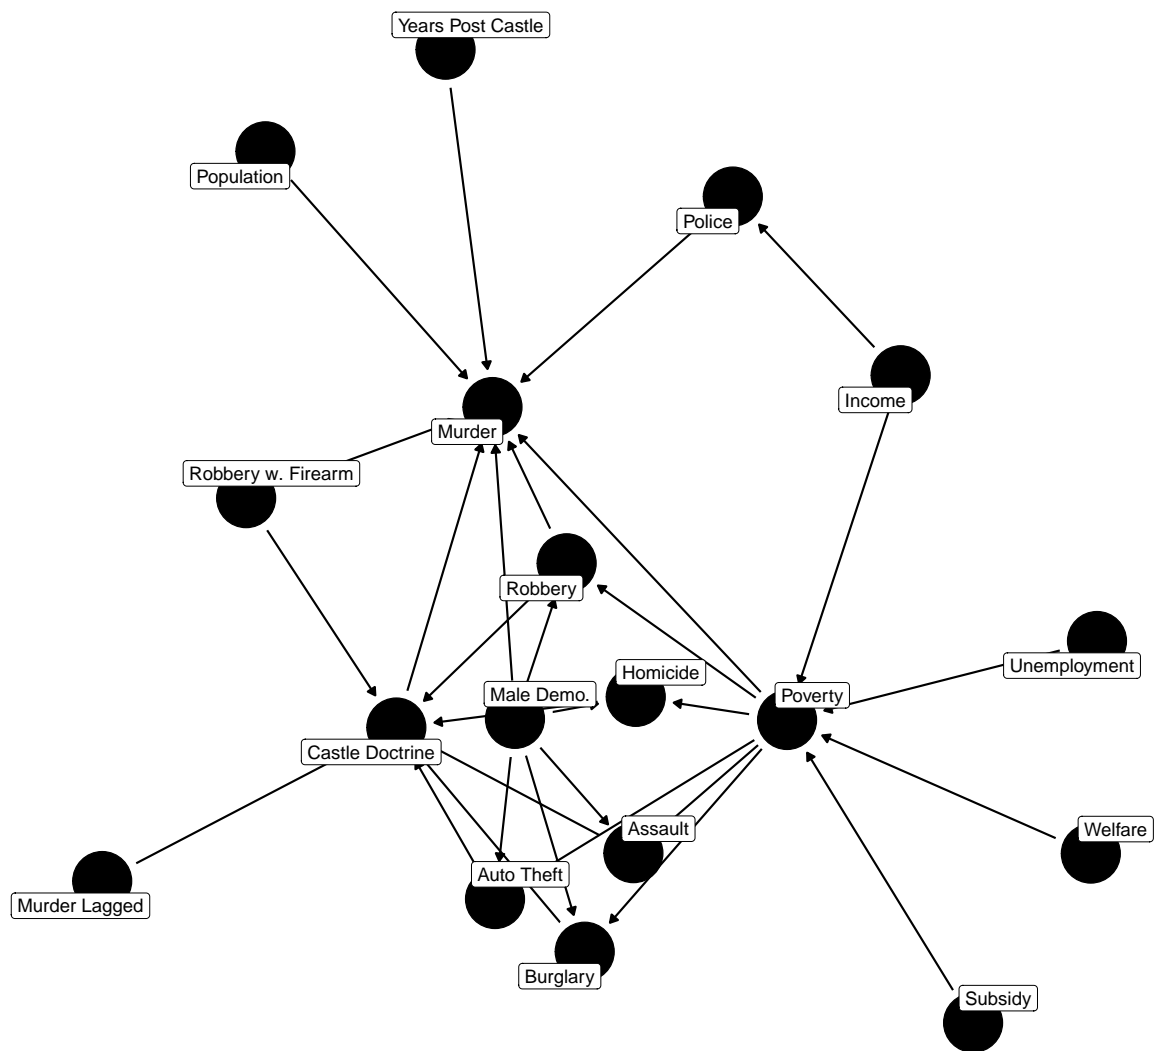 Years Post Castle
Population
Police
Income
Murder
Robbery w. Firearm
Robbery
Unemployment
Homicide
Male Demo.
Poverty
Castle Doctrine
Assault
Welfare
Auto Theft
Murder Lagged
Burglary
Subsidy